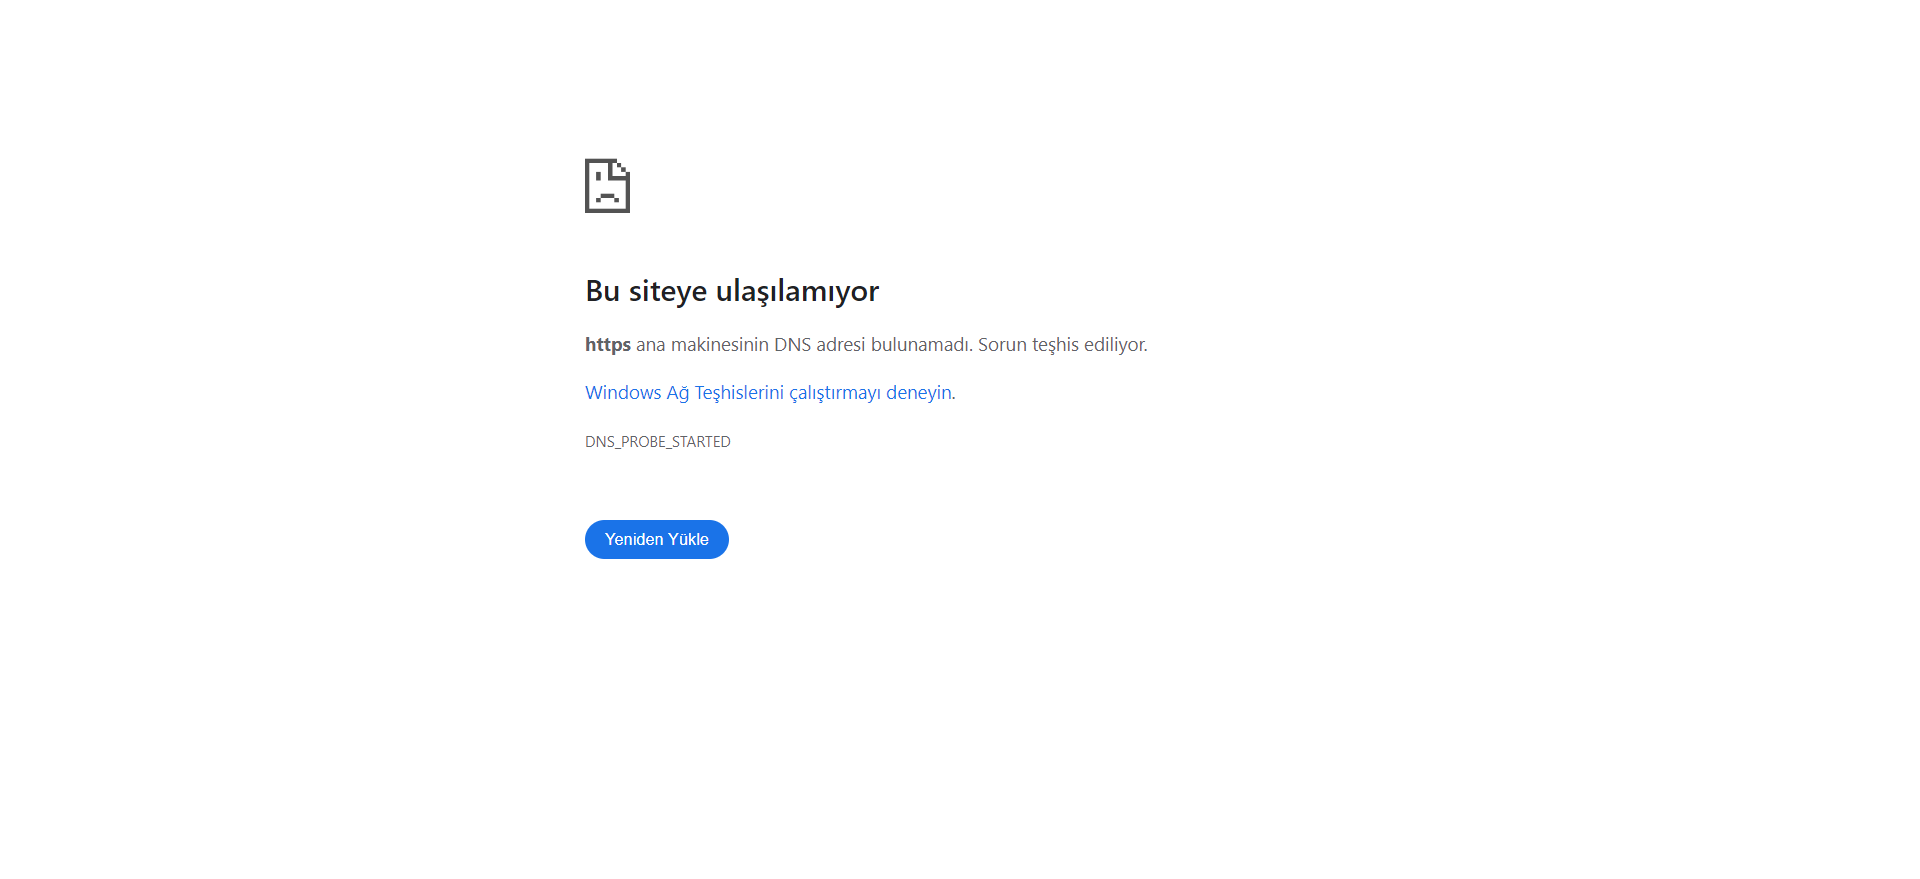 Bu siteye ulaşılamıyor
https ana makinesinin DNS adresi bulunamadı. Sorun teşhis ediliyor.
Windows Ağ Teşhislerini çalıştırmayı deneyin.
DNS_PROBE_STARTED
Yeniden Yükle